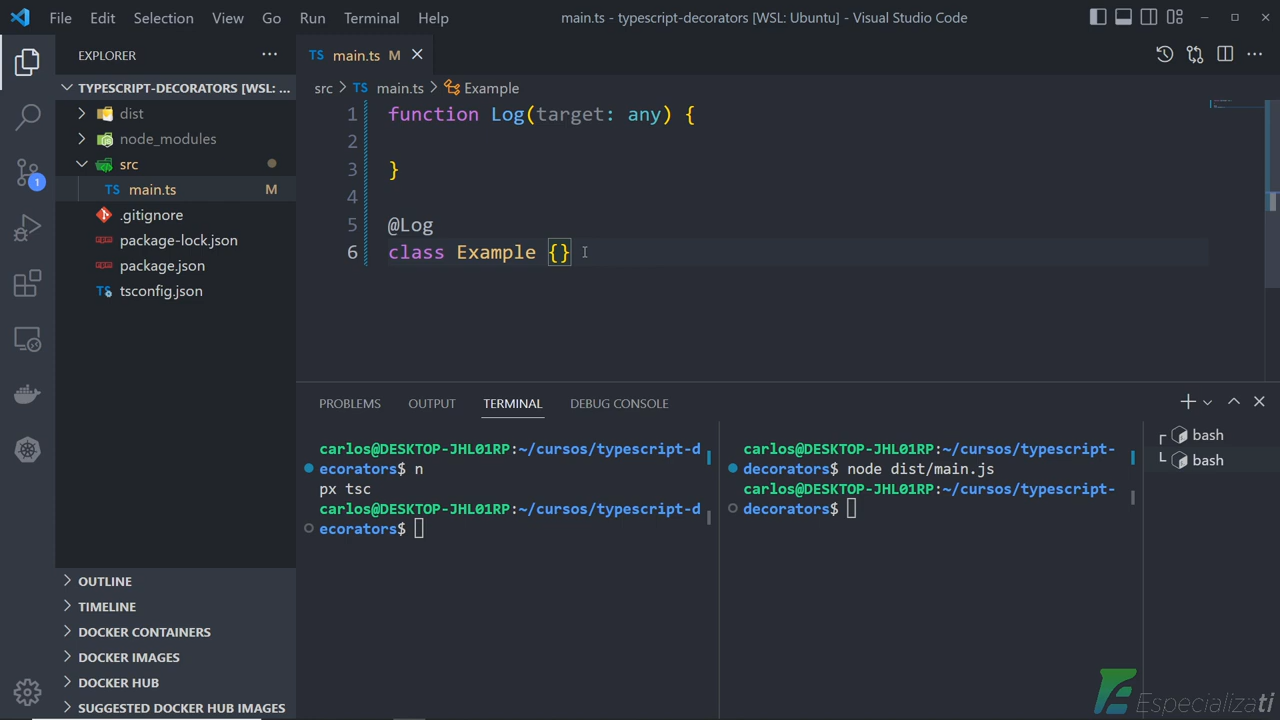 File Edit Selection View Go Run Terminal Help
main.ts - typescript-decorators [WSL: Ubuntu] - Visual Studio Code
EXPLORER
TYPESCRIPT-DECORATORS [WSL: ...
dist
node_modules
src
TS main.ts M
.gitignore
package-lock.json
package.json
TS tsconfig.json
OUTLINE
TIMELINE
DOCKER CONTAINERS
DOCKER IMAGES
DOCKER HUB
SUGGESTED DOCKER HUB IMAGES
1
TS main.ts M
src > TS main.ts > Example
1 function Log(target: any) {
2
3 }
4
5 @Log
6 class Example {}
PROBLEMS OUTPUT TERMINAL DEBUG CONSOLE
carlos@DESKTOP-JHL01RP:~/cursos/typescript-d
ecorators$ n
px tsc
carlos@DESKTOP-JHL01RP:~/cursos/typescript-d
ecorators$
carlos@DESKTOP-JHL01RP:~/cursos/typescript-
decorators$ node dist/main.js
carlos@DESKTOP-JHL01RP:~/cursos/typescript-
decorators$
bash
bash
Especializati